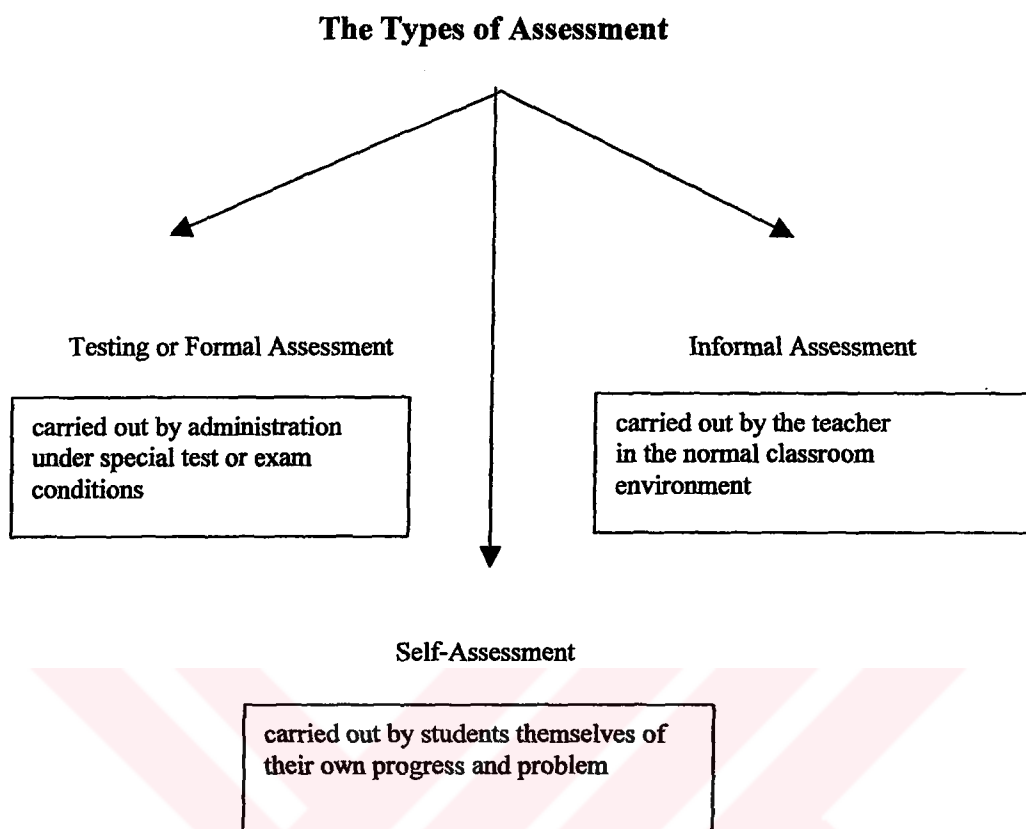 The Types of Assessment
Testing or Formal Assessment
carried out by administration
under special test or exam
conditions
Informal Assessment
carried out by the teacher
in the normal classroom
environment
Self-Assessment
carried out by students themselves of
their own progress and problem